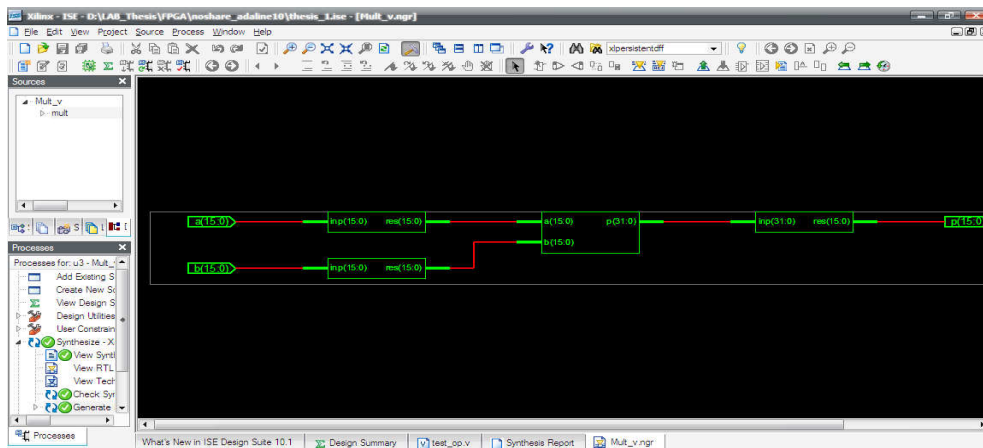 Xilinx - ISE - D:\LAB_Thesis\FPGA\noshare_adaline10\thesis_1.ise - [Mult_v.ngr]
File Edit View Project Source Process Window Help
xlpersistentdff
Sources
Mult_v
mult
Processes
Processes for: u3 - Mult_
Add Existing S
Create New So
View Design S
Design Utilities
User Constrain
Synthesize - X
View Synt
View RTL
View Tech
Check Syr
Generate
Processes
a(15:0) inp(15:0) res(15:0) a(15:0) p(31:0) inp(31:0) res(15:0) p(15:0
b(15:0)
b(15:0) inp(15:0) res(15:0)
What's New in ISE Design Suite 10.1 Design Summary test_op.v Synthesis Report Mult_v.ngr